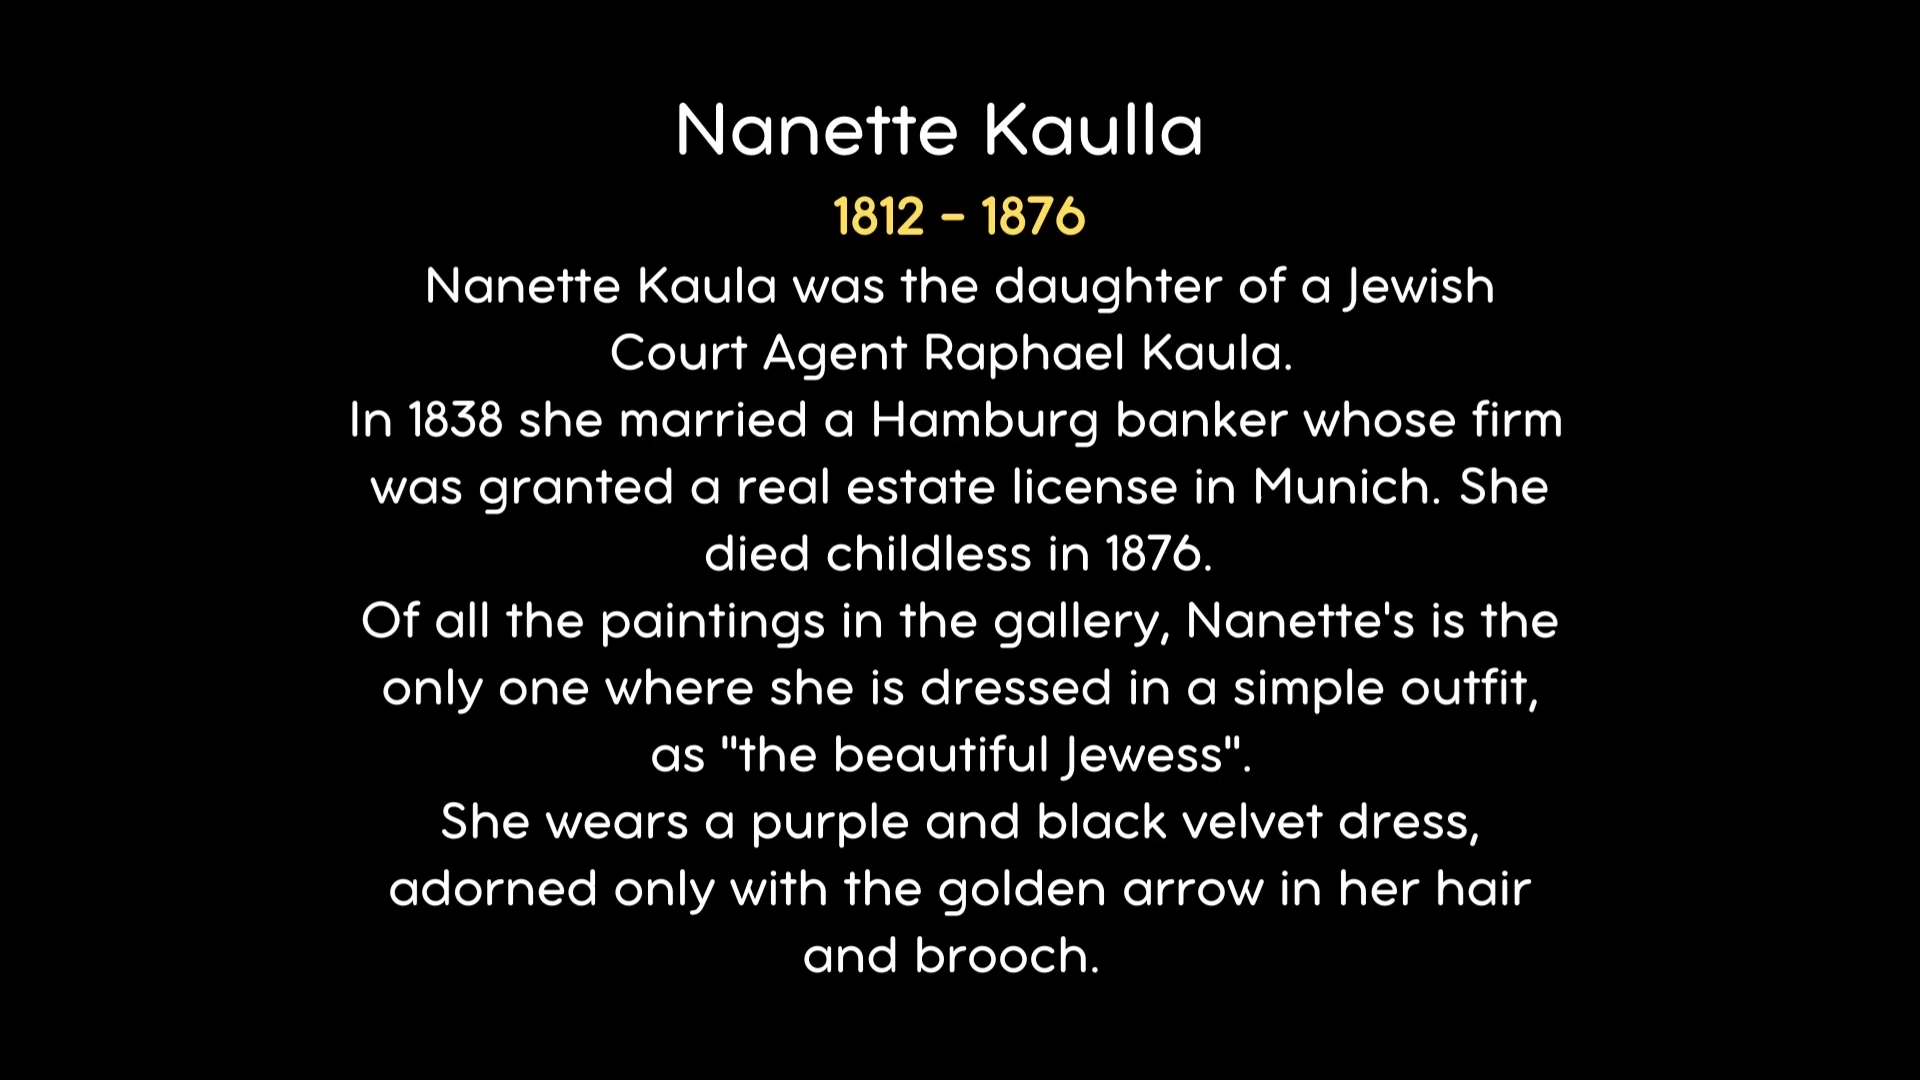 Nanette Kaulla
1812 - 1876
Nanette Kaula was the daughter of a Jewish
Court Agent Raphael Kaula.
In 1838 she married a Hamburg banker whose firm
was granted a real estate license in Munich. She
died childless in 1876.
Of all the paintings in the gallery, Nanette's is the
only one where she is dressed in a simple outfit,
as "the beautiful Jewess".
She wears a purple and black velvet dress,
adorned only with the golden arrow in her hair
and brooch.